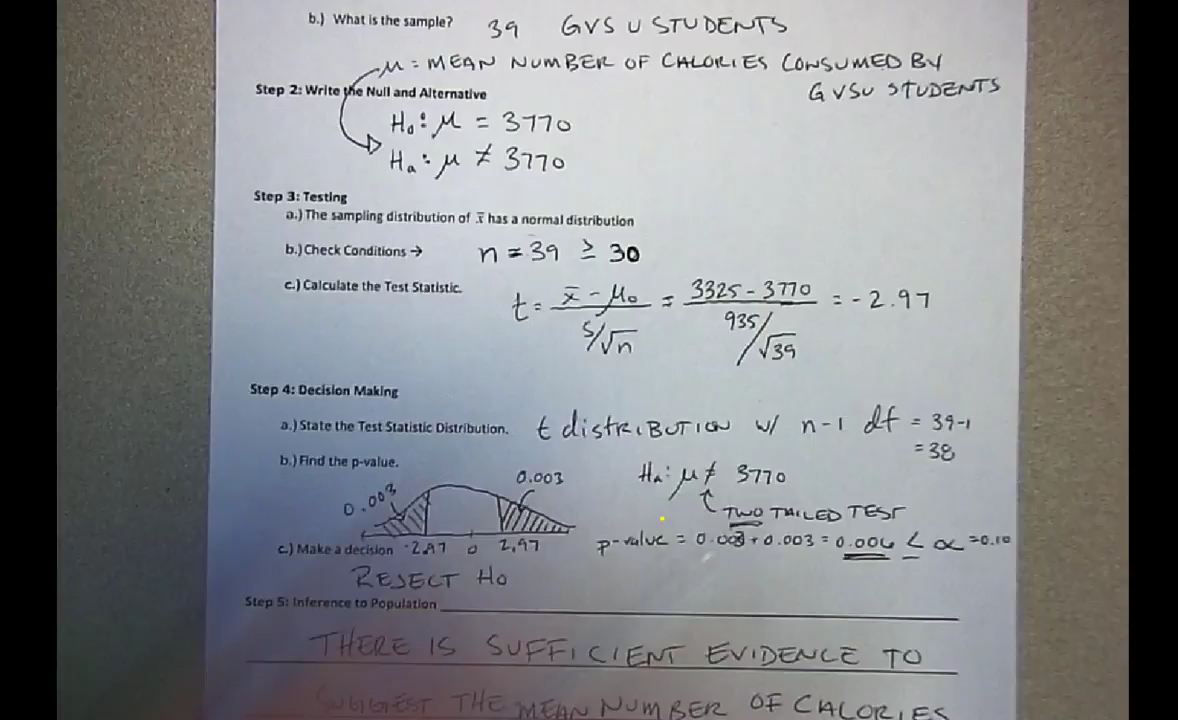 b.) What is the sample? 39 GVSU STUDENTS
μ = MEAN NUMBER OF CALORIES CONSUMED BY
GVSU STUDENTS
Step 2: Write the Null and Alternative
H₀: μ = 3770
Hₐ: μ ≠ 3770
Step 3: Testing
a.) The sampling distribution of x̄ has a normal distribution
b.) Check Conditions → n = 39 ≥ 30
c.) Calculate the Test Statistic. t = (x̄ - μ₀)/(s/√n) = (3325 - 3770)/(935/√39) = -2.97
Step 4: Decision Making
a.) State the Test Statistic Distribution. t distRIBUTION w/ n-1 df = 39-1
= 38
b.) Find the p-value. Hₐ: μ ≠ 3770
0.003 0.003
TWO TAILED TEST
-2.97 0 2.97
p-value = 0.003 + 0.003 = 0.006 < α = 0.10
c.) Make a decision
REJECT H₀
Step 5: Inference to Population
THERE IS SUFFICIENT EVIDENCE TO
SUGGEST THE MEAN NUMBER OF CALORIES